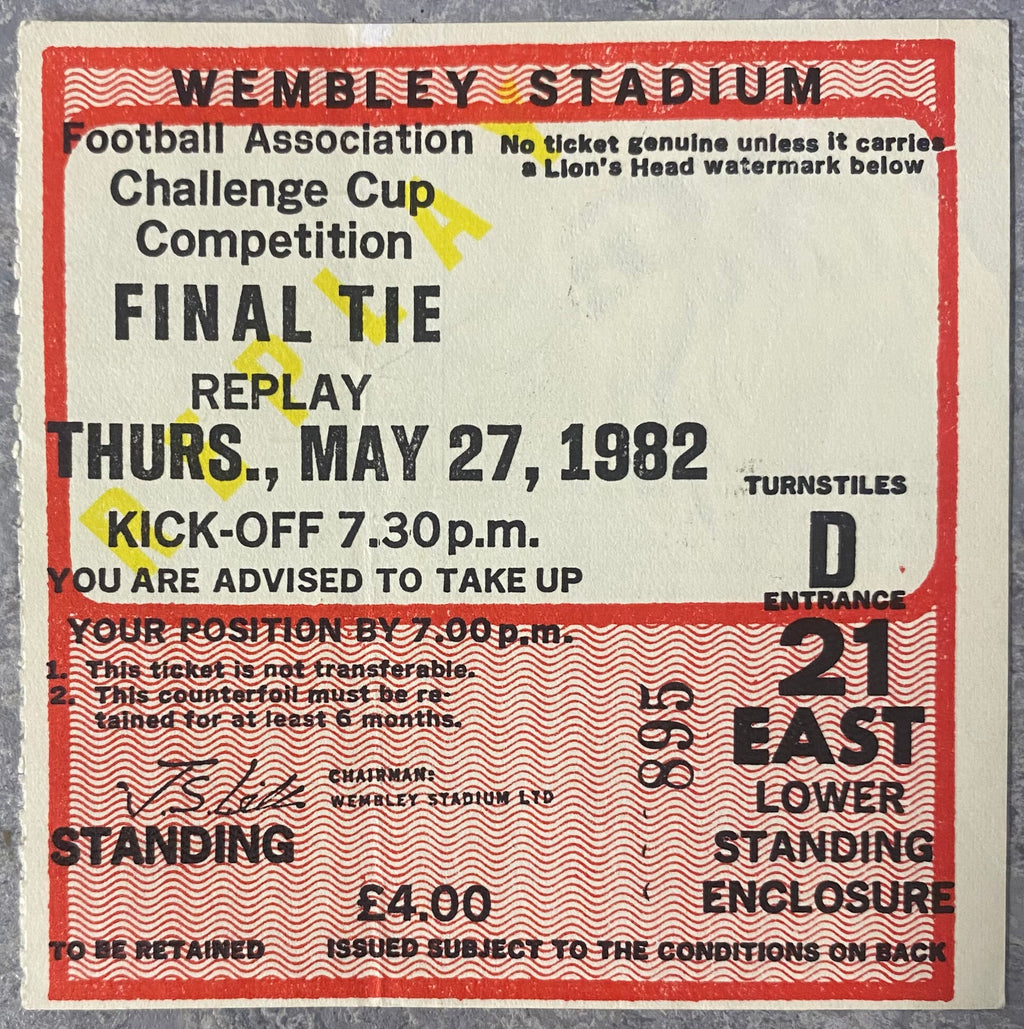 WEMBLEY STADIUM
Football Association
Challenge Cup
Competition
FINAL TIE
REPLAY
THURS., MAY 27, 1982
KICK-OFF 7.30p.m.
YOU ARE ADVISED TO TAKE UP
YOUR POSITION BY 7.00p.m.
No ticket genuine unless it carries
a Lion's Head watermark below
REPLAY
TURNSTILES
D
ENTRANCE
21
EAST
LOWER
STANDING
ENCLOSURE
1. This ticket is not transferable.
2. This counterfoil must be re-
tained for at least 6 months.
895
CHAIRMAN:
WEMBLEY STADIUM LTD
STANDING
£4.00
TO BE RETAINED ISSUED SUBJECT TO THE CONDITIONS ON BACK